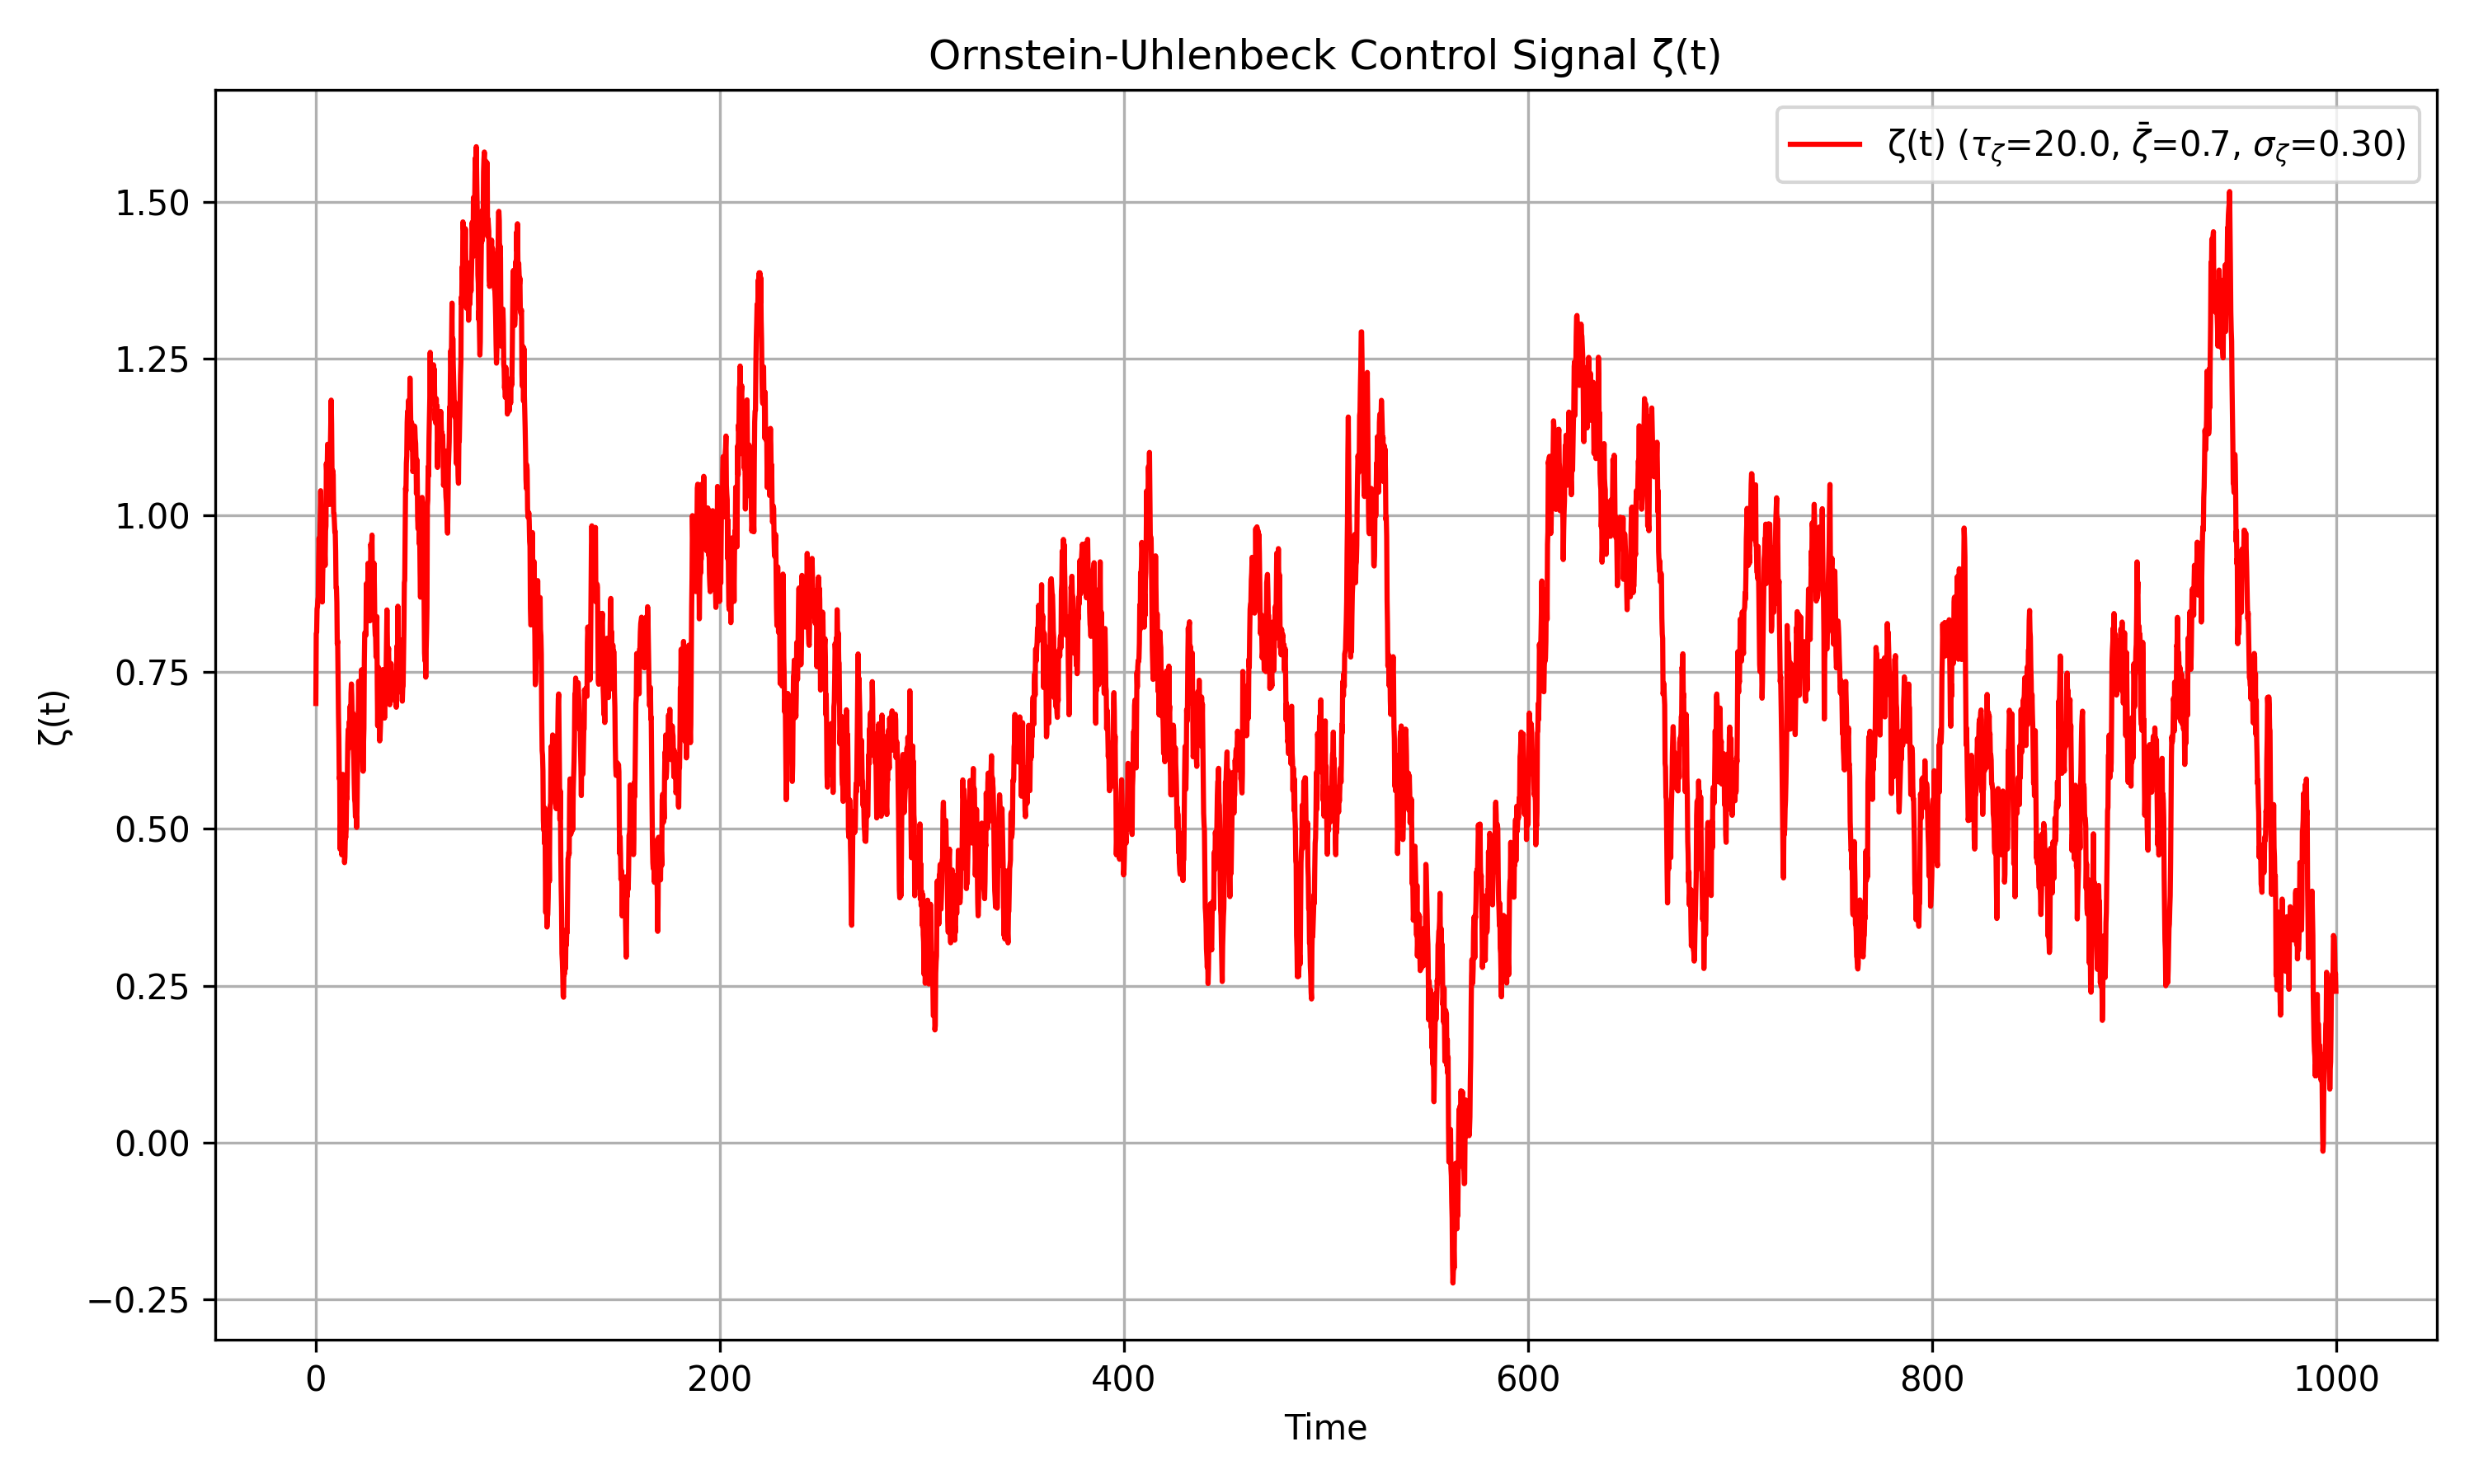 Ornstein-Uhlenbeck Control Signal ζ(t)
ζ(t) (τ_ζ=20.0, ζ̄=0.7, σ_ζ=0.30)
ζ(t)
1.50
1.25
1.00
0.75
0.50
0.25
0.00
−0.25
0 200 400 600 800 1000
Time